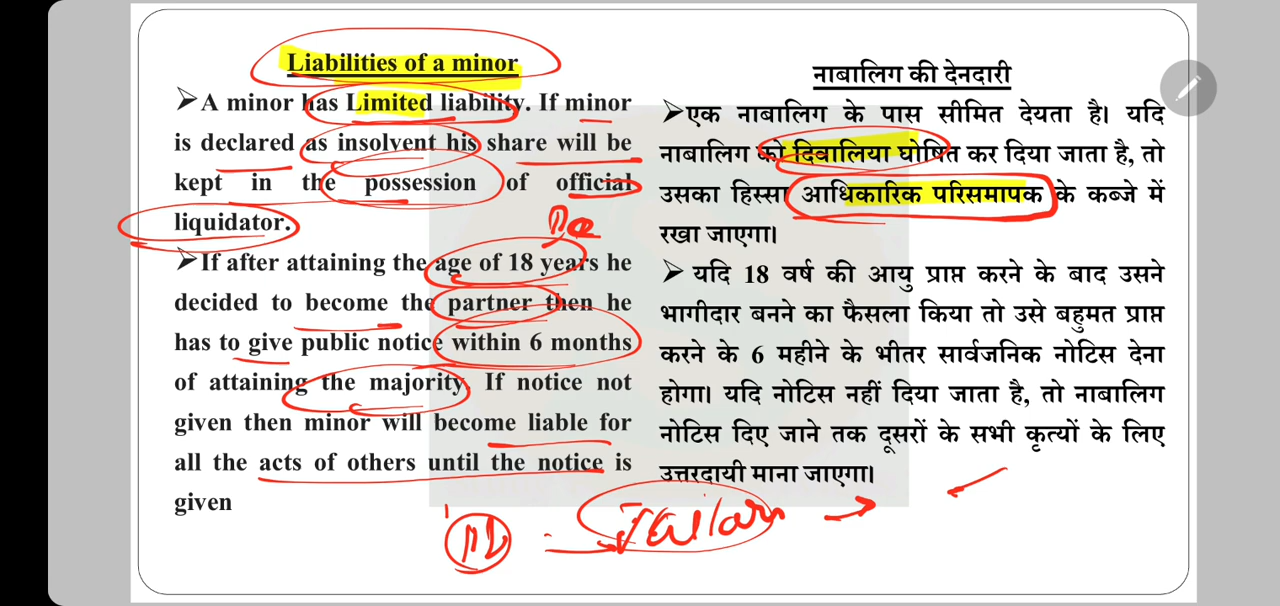 Liabilities of a minor
➢A minor has Limited liability. If minor
is declared as insolvent his share will be
kept in the possession of official
liquidator.
➢If after attaining the age of 18 years he
decided to become the partner then he
has to give public notice within 6 months
of attaining the majority. If notice not
given then minor will become liable for
all the acts of others until the notice is
given
नाबालिग की देनदारी
➢एक नाबालिग के पास सीमित देयता है। यदि
नाबालिग को दिवालिया घोषित कर दिया जाता है, तो
उसका हिस्सा आधिकारिक परिसमापक के कब्जे में
रखा जाएगा।
➢ यदि 18 वर्ष की आयु प्राप्त करने के बाद उसने
भागीदार बनने का फैसला किया तो उसे बहुमत प्राप्त
करने के 6 महीने के भीतर सार्वजनिक नोटिस देना
होगा। यदि नोटिस नहीं दिया जाता है, तो नाबालिग
नोटिस दिए जाने तक दूसरों के सभी कृत्यों के लिए
उत्तरदायी माना जाएगा।